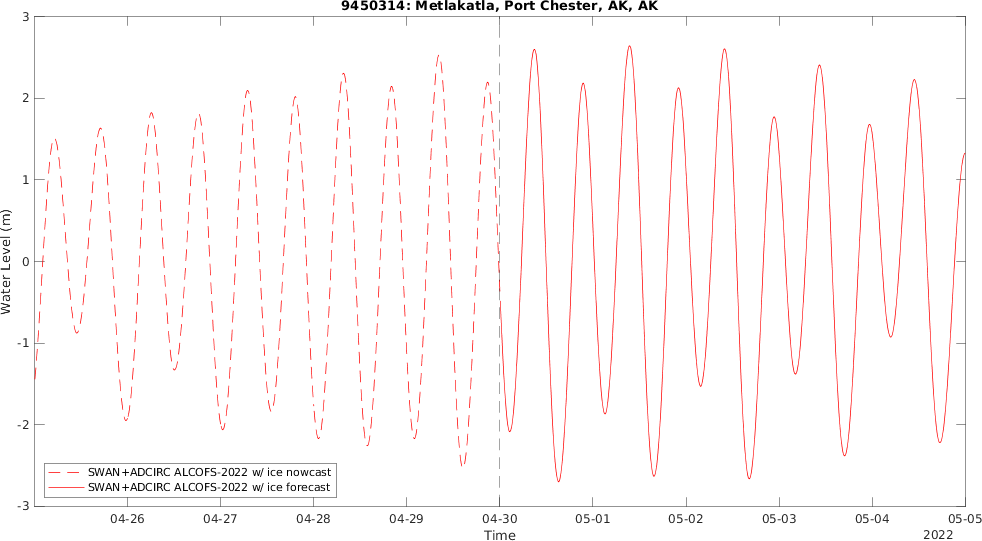 9450314: Metlakatla, Port Chester, AK, AK
3
2
1
0
-1
-2
-3
Water Level (m)
SWAN+ADCIRC ALCOFS-2022 w/ ice nowcast
SWAN+ADCIRC ALCOFS-2022 w/ ice forecast
04-26 04-27 04-28 04-29 04-30 05-01 05-02 05-03 05-04 05-05
Time
2022